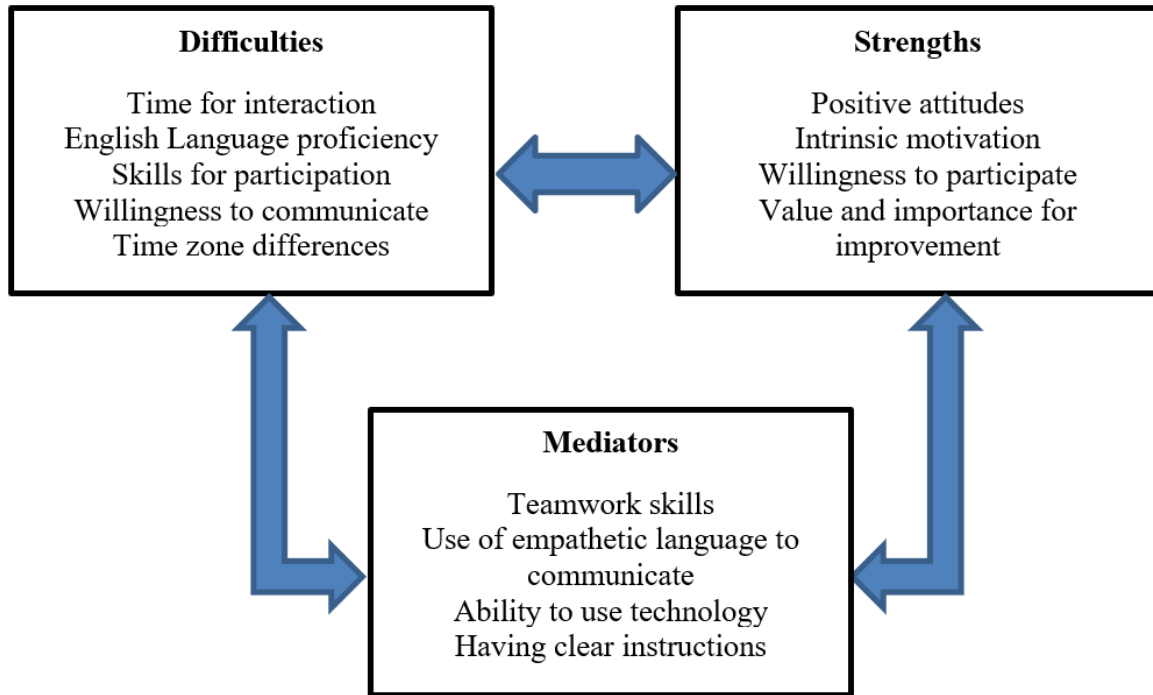 Difficulties
Time for interaction
English Language proficiency
Skills for participation
Willingness to communicate
Time zone differences
Strengths
Positive attitudes
Intrinsic motivation
Willingness to participate
Value and importance for
improvement
Mediators
Teamwork skills
Use of empathetic language to
communicate
Ability to use technology
Having clear instructions